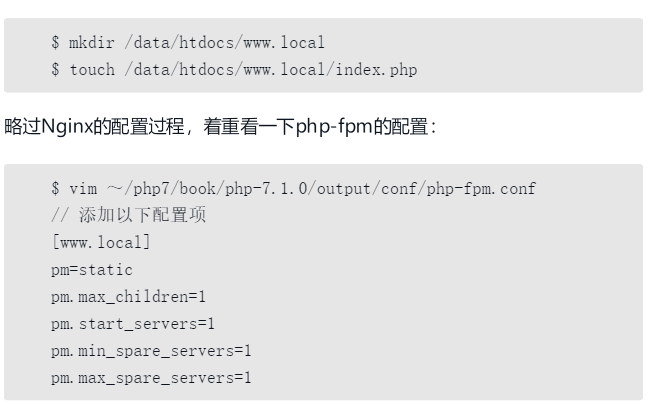 $ mkdir /data/htdocs/www.local
$ touch /data/htdocs/www.local/index.php
略过Nginx的配置过程，着重看一下php-fpm的配置：
$ vim ～/php7/book/php-7.1.0/output/conf/php-fpm.conf
// 添加以下配置项
[www.local]
pm=static
pm.max_children=1
pm.start_servers=1
pm.min_spare_servers=1
pm.max_spare_servers=1